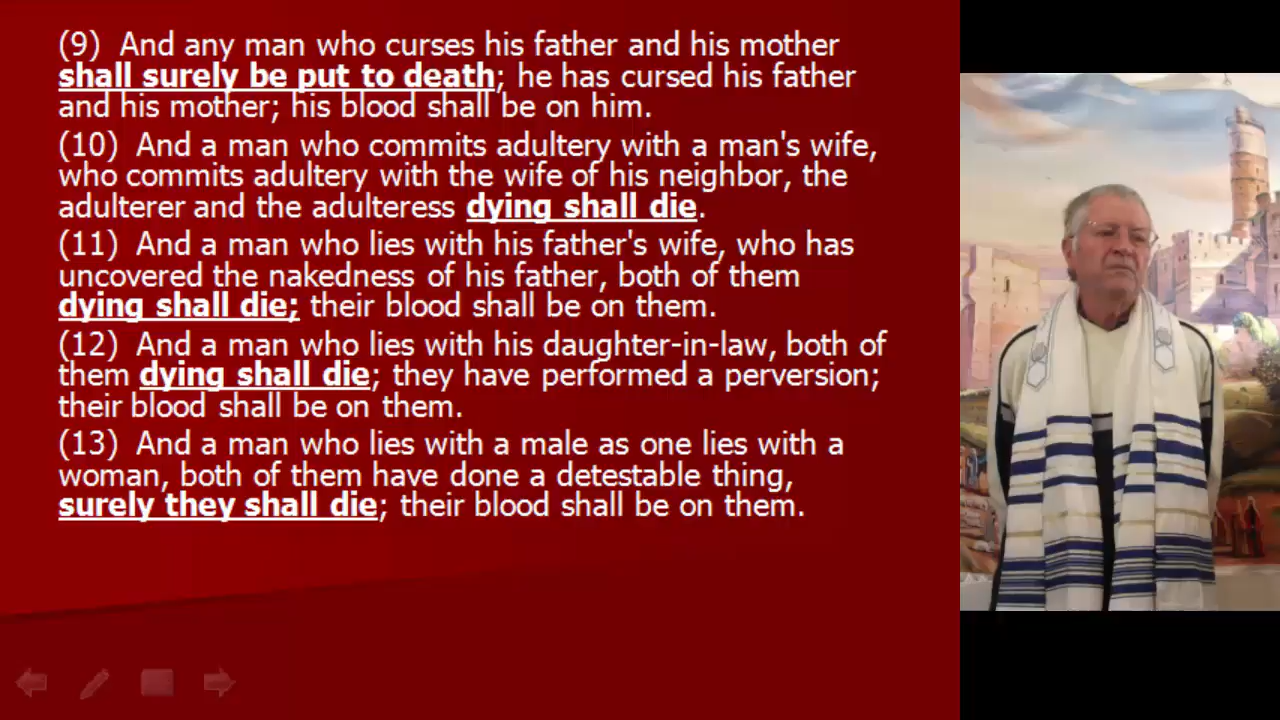 (9) And any man who curses his father and his mother
shall surely be put to death; he has cursed his father
and his mother; his blood shall be on him.
(10) And a man who commits adultery with a man's wife,
who commits adultery with the wife of his neighbor, the
adulterer and the adulteress dying shall die.
(11) And a man who lies with his father's wife, who has
uncovered the nakedness of his father, both of them
dying shall die; their blood shall be on them.
(12) And a man who lies with his daughter-in-law, both of
them dying shall die; they have performed a perversion;
their blood shall be on them.
(13) And a man who lies with a male as one lies with a
woman, both of them have done a detestable thing,
surely they shall die; their blood shall be on them.